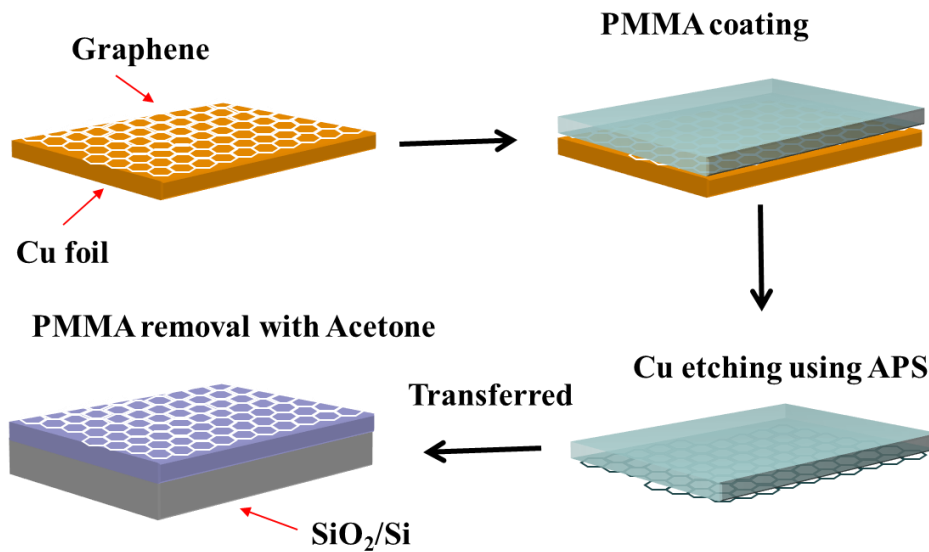 Graphene
PMMA coating
Cu foil
PMMA removal with Acetone
Cu etching using APS
Transferred
SiO₂/Si